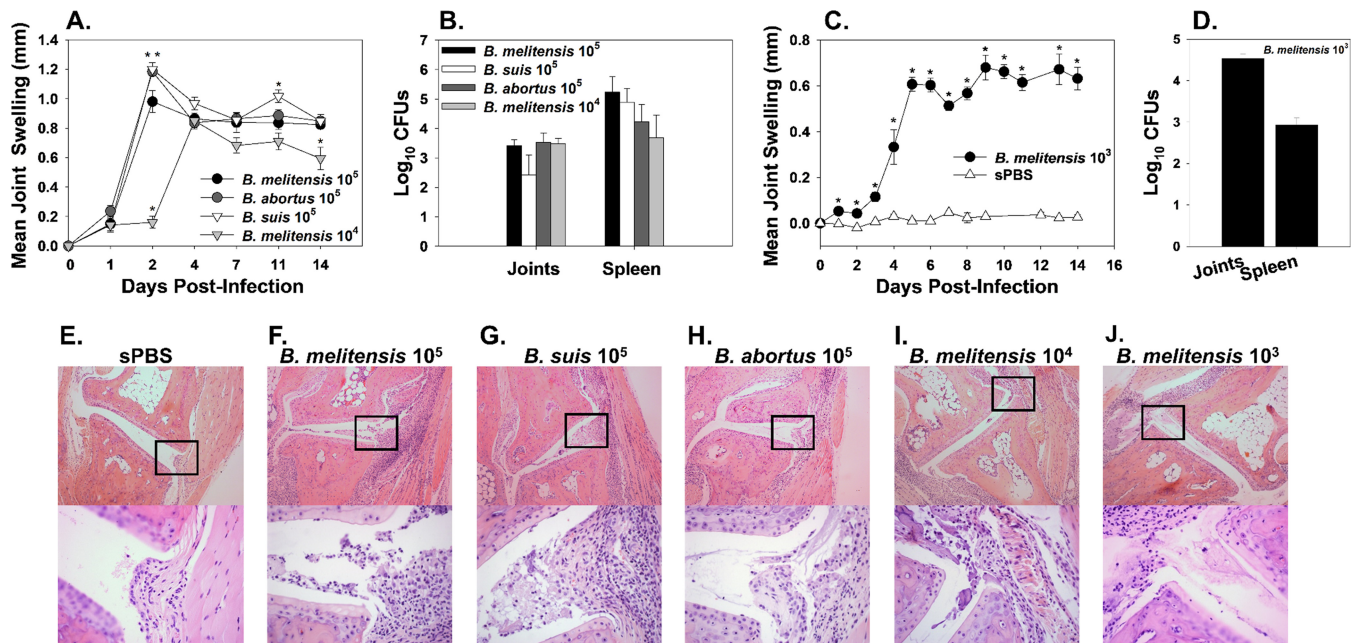 A.
Mean Joint Swelling (mm)
1.4
1.2
1.0
0.8
0.6
0.4
0.2
0.0
* *
*
*
*
B. melitensis 10⁵
B. abortus 10⁵
B. suis 10⁵
B. melitensis 10⁴
0 1 2 4 7 11 14
Days Post-Infection
B.
Log₁₀ CFUs
7
6
5
4
3
2
1
0
B. melitensis 10⁵
B. suis 10⁵
B. abortus 10⁵
B. melitensis 10⁴
Joints Spleen
C.
Mean Joint Swelling (mm)
0.8
0.6
0.4
0.2
0.0
* * * * * * * * * * * * *
B. melitensis 10³
sPBS
0 2 4 6 8 10 12 14 16
Days Post-Infection
D.
Log₁₀ CFUs
5
4
3
2
1
0
B. melitensis 10³
Joints Spleen
E.
sPBS
F.
B. melitensis 10⁵
G.
B. suis 10⁵
H.
B. abortus 10⁵
I.
B. melitensis 10⁴
J.
B. melitensis 10³